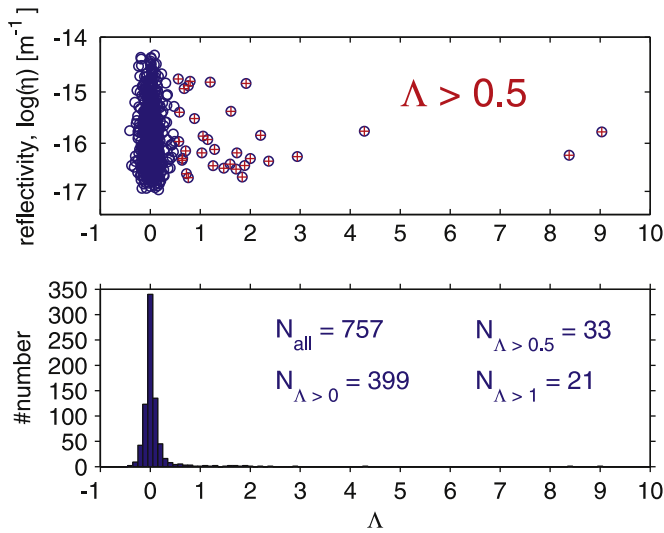 -14
-15
-16
-17
reflectivity, log(η) [m⁻¹]
Λ > 0.5
-1 0 1 2 3 4 5 6 7 8 9 10
350
300
250
200
150
100
50
0
#number
N_all = 757
N_Λ > 0.5 = 33
N_Λ > 0 = 399
N_Λ > 1 = 21
-1 0 1 2 3 4 5 6 7 8 9 10
Λ